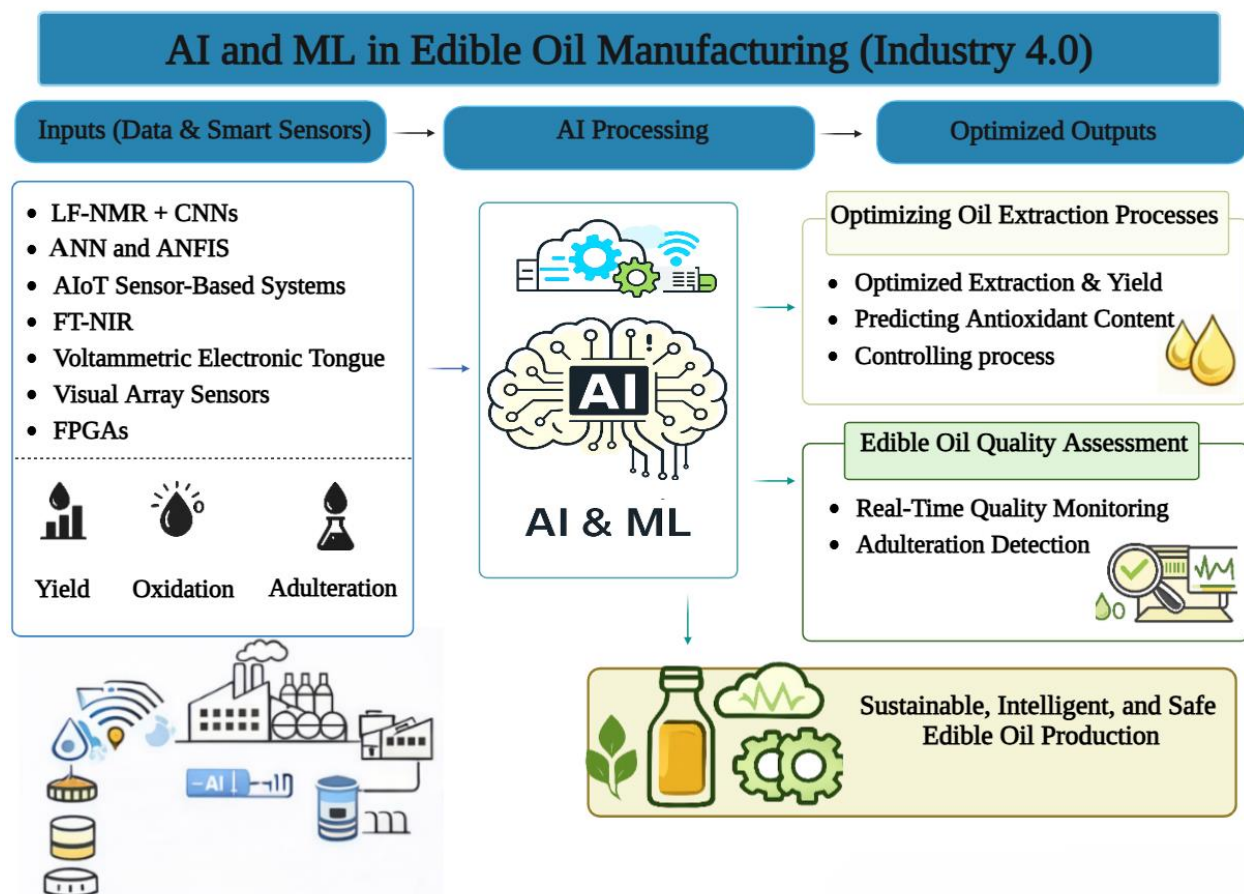 AI and ML in Edible Oil Manufacturing (Industry 4.0)
Inputs (Data & Smart Sensors)
AI Processing
Optimized Outputs
• LF-NMR + CNNs
• ANN and ANFIS
• AIoT Sensor-Based Systems
• FT-NIR
• Voltammetric Electronic Tongue
• Visual Array Sensors
• FPGAs
Yield
Oxidation
Adulteration
AI
AI & ML
Optimizing Oil Extraction Processes
• Optimized Extraction & Yield
• Predicting Antioxidant Content
• Controlling process
Edible Oil Quality Assessment
• Real-Time Quality Monitoring
• Adulteration Detection
Sustainable, Intelligent, and Safe
Edible Oil Production
AI